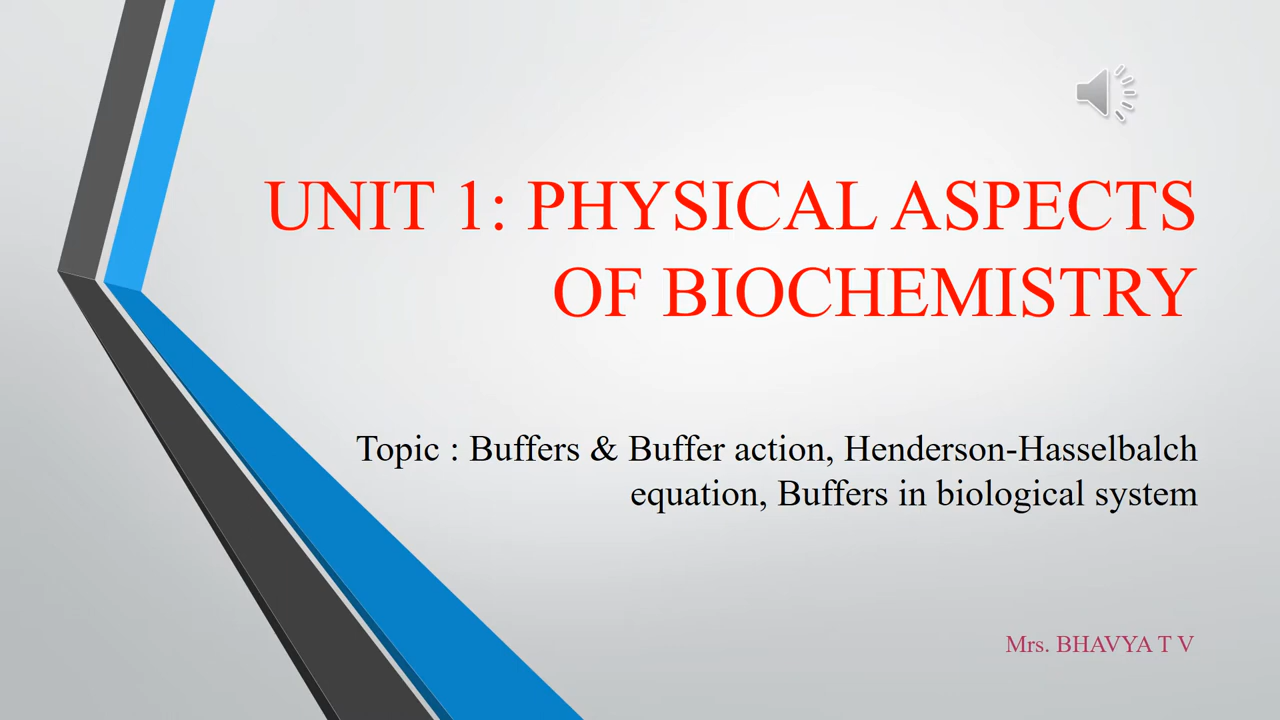 UNIT 1: PHYSICAL ASPECTS
OF BIOCHEMISTRY
Topic : Buffers & Buffer action, Henderson-Hasselbalch
equation, Buffers in biological system
Mrs. BHAVYA T V